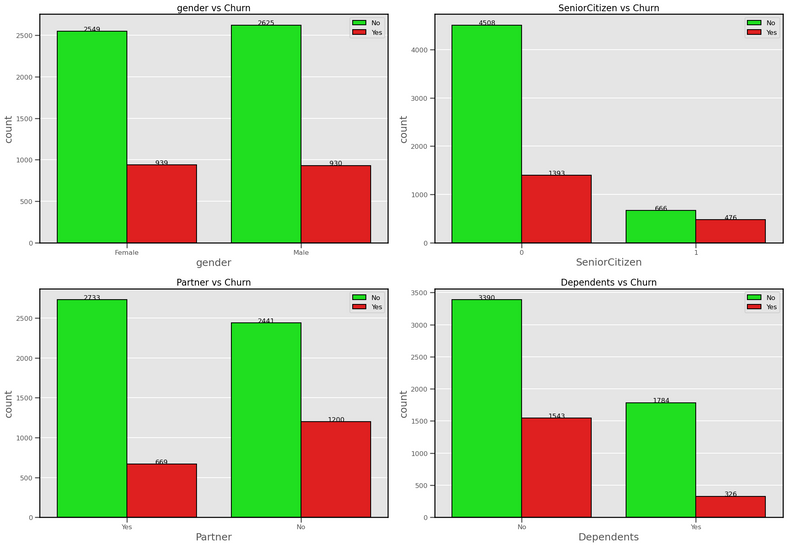 gender vs Churn
No
Yes
2549
939
2625
930
2500
2000
1500
1000
500
0
count
Female
Male
gender
SeniorCitizen vs Churn
No
Yes
4508
1393
666
476
4000
3000
2000
1000
0
count
0
1
SeniorCitizen
Partner vs Churn
No
Yes
2733
669
2441
1200
2500
2000
1500
1000
500
0
count
Yes
No
Partner
Dependents vs Churn
No
Yes
3390
1543
1784
326
3500
3000
2500
2000
1500
1000
500
0
count
No
Yes
Dependents